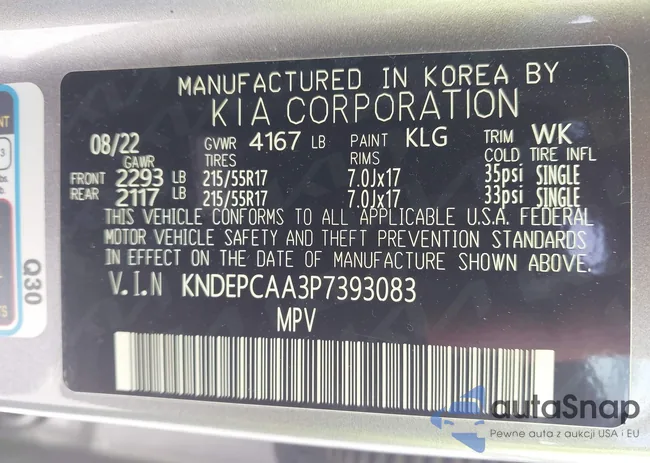 MANUFACTURED IN KOREA BY
KIA CORPORATION
08/22 GVWR 4167 LB PAINT KLG TRIM WK
GAWR TIRES RIMS COLD TIRE INFL
FRONT 2293 LB 215/55R17 7.0Jx17 35psi SINGLE
REAR 2117 LB 215/55R17 7.0Jx17 33psi SINGLE
THIS VEHICLE CONFORMS TO ALL APPLICABLE U.S.A. FEDERAL
MOTOR VEHICLE SAFETY AND THEFT PREVENTION STANDARDS
IN EFFECT ON THE DATE OF MANUFACTURE SHOWN ABOVE.
V.I.N KNDEPCAA3P7393083
MPV
Q30
autaSnap
Pewne auta z aukcji USA i EU